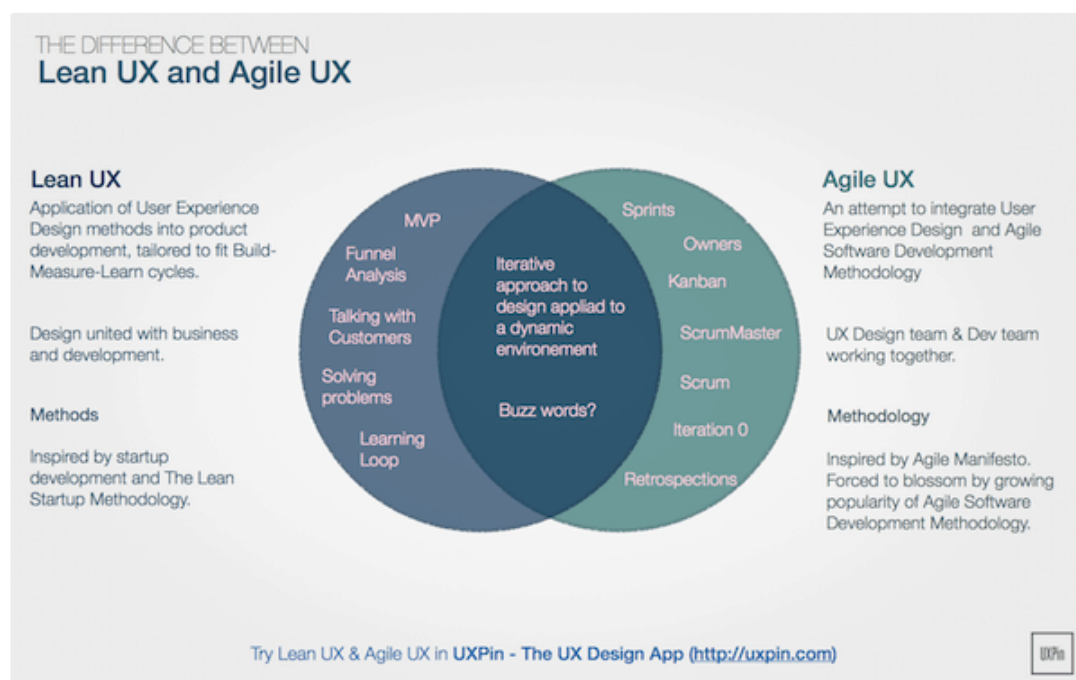 THE DIFFERENCE BETWEEN
Lean UX and Agile UX
Lean UX
Application of User Experience
Design methods into product
development, tailored to fit Build-
Measure-Learn cycles.
Design united with business
and development.
Methods
Inspired by startup
development and The Lean
Startup Methodology.
MVP
Funnel
Analysis
Talking with
Customers
Solving
problems
Learning
Loop
Iterative
approach to
design appliad to
a dynamic
environement
Buzz words?
Sprints
Owners
Kanban
ScrumMaster
Scrum
Iteration 0
Retrospections
Agile UX
An attempt to integrate User
Experience Design and Agile
Software Development
Methodology
UX Design team & Dev team
working together.
Methodology
Inspired by Agile Manifesto.
Forced to blossom by growing
popularity of Agile Software
Development Methodology.
Try Lean UX & Agile UX in UXPin - The UX Design App (http://uxpin.com)
UXPin